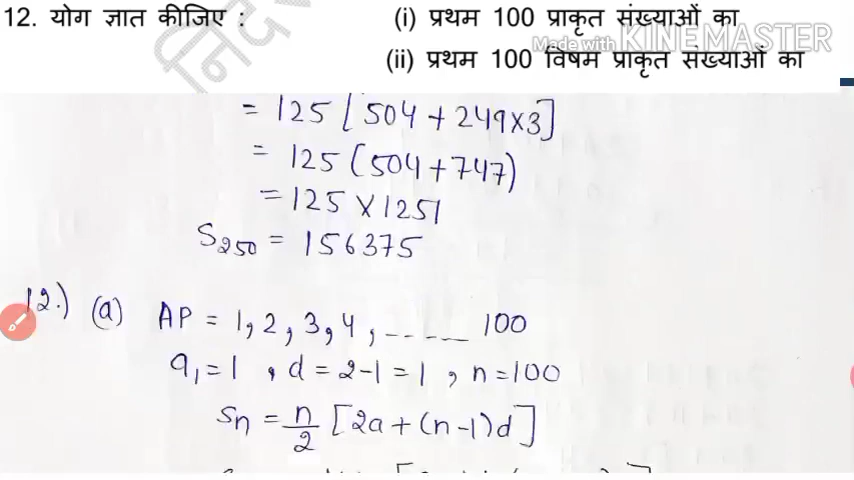 12. योग ज्ञात कीजिए : (i) प्रथम 100 प्राकृत संख्याओं का
Made with KINEMASTER
(ii) प्रथम 100 विषम प्राकृत संख्याओं का
= 125 [504 + 249×3]
= 125 (504+747)
= 125 × 1251
S₂₅₀ = 156375
12.) (a) AP = 1, 2, 3, 4, ----- 100
a₁ = 1 , d = 2-1 = 1 , n = 100
Sn = n/2 [2a + (n-1)d]